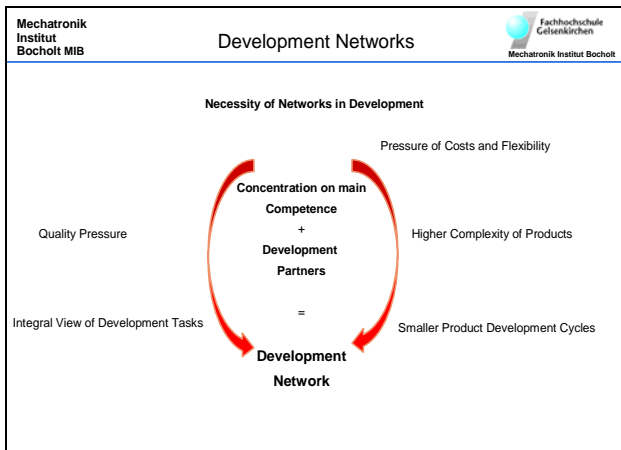 Mechatronik
Institut
Bocholt MIB
Development Networks
Fachhochschule
Gelsenkirchen
Mechatronik Institut Bocholt
Necessity of Networks in Development
Pressure of Costs and Flexibility
Concentration on main
Competence
+
Development
Partners
Quality Pressure
Higher Complexity of Products
=
Integral View of Development Tasks
Smaller Product Development Cycles
Development
Network